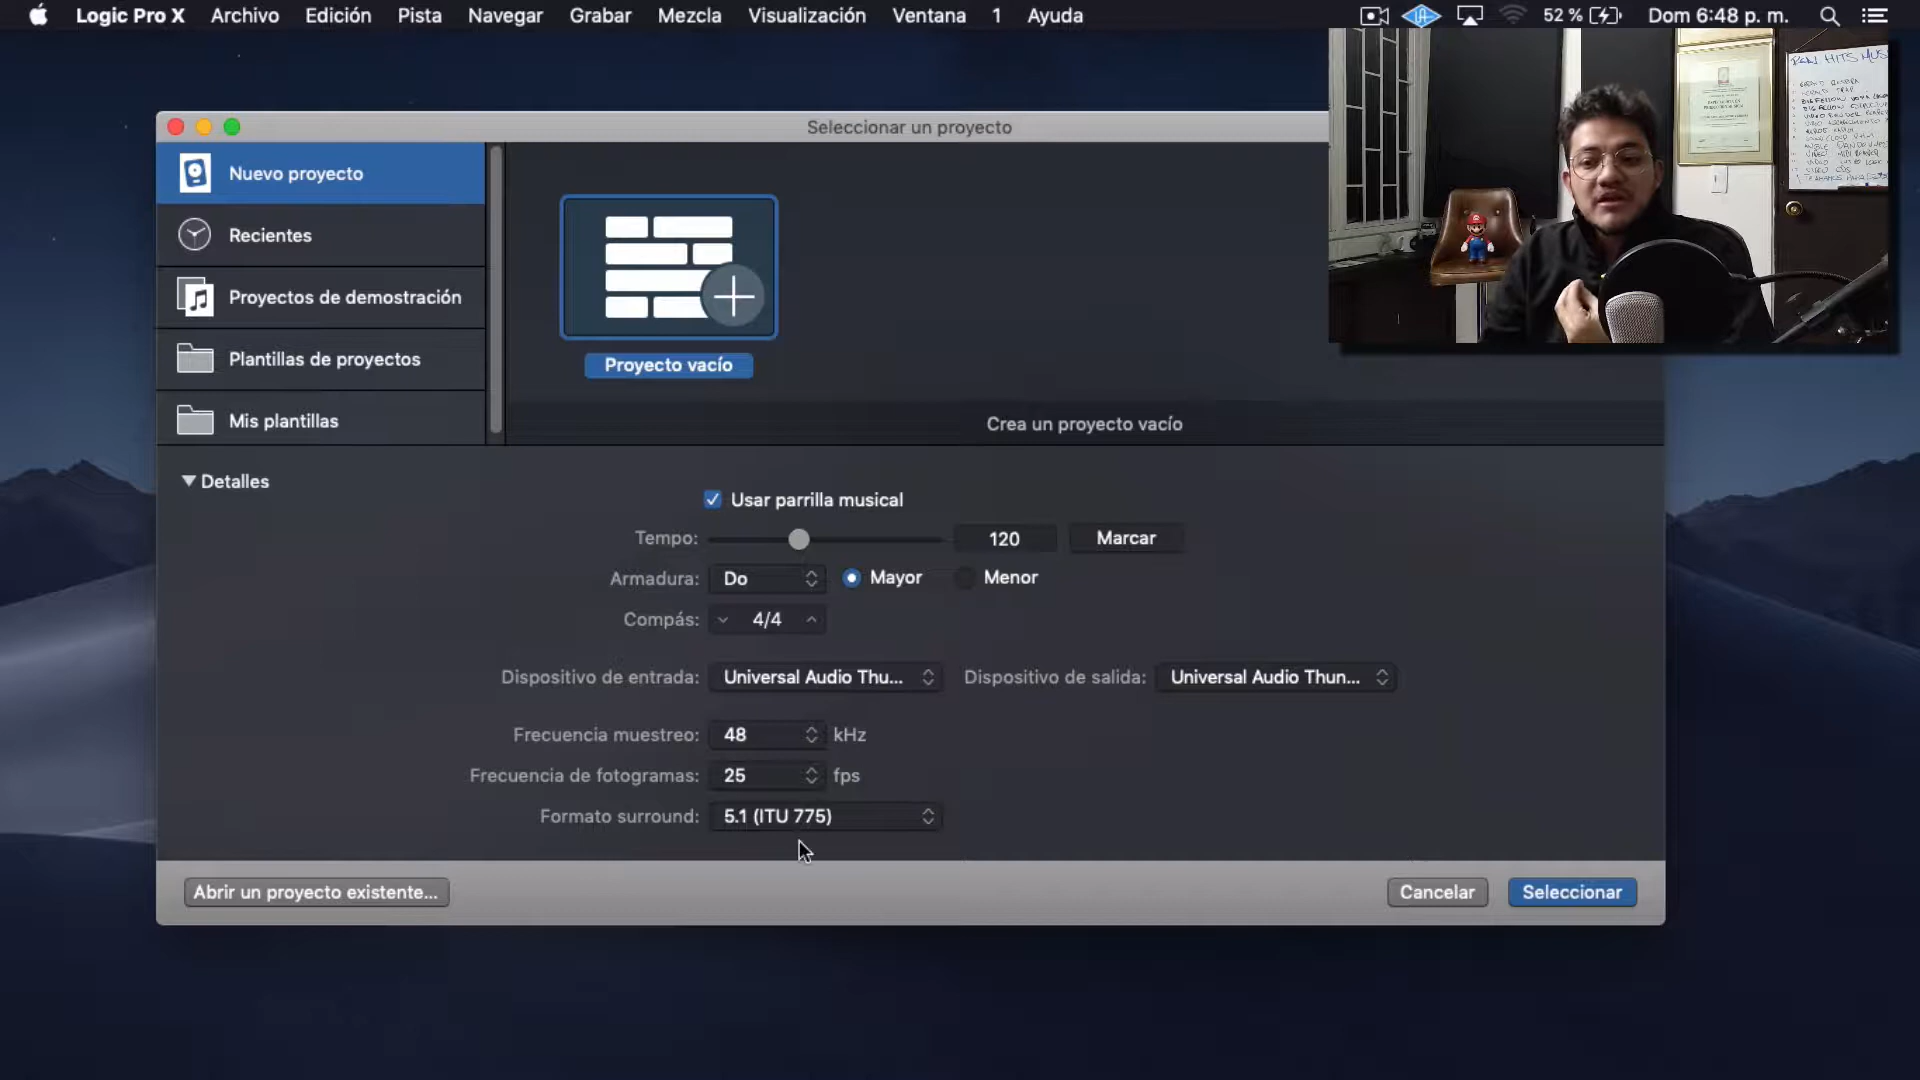 Logic Pro X Archivo Edición Pista Navegar Grabar Mezcla Visualización Ventana 1 Ayuda 52 % Dom 6:48 p. m.
Seleccionar un proyecto
Nuevo proyecto
Recientes
Proyectos de demostración
Plantillas de proyectos
Mis plantillas
Proyecto vacío
Crea un proyecto vacío
Detalles
Usar parrilla musical
Tempo: 120 Marcar
Armadura: Do Mayor Menor
Compás: 4/4
Dispositivo de entrada: Universal Audio Thu... Dispositivo de salida: Universal Audio Thun...
Frecuencia muestreo: 48 kHz
Frecuencia de fotogramas: 25 fps
Formato surround: 5.1 (ITU 775)
Abrir un proyecto existente... Cancelar Seleccionar
HITS MUS